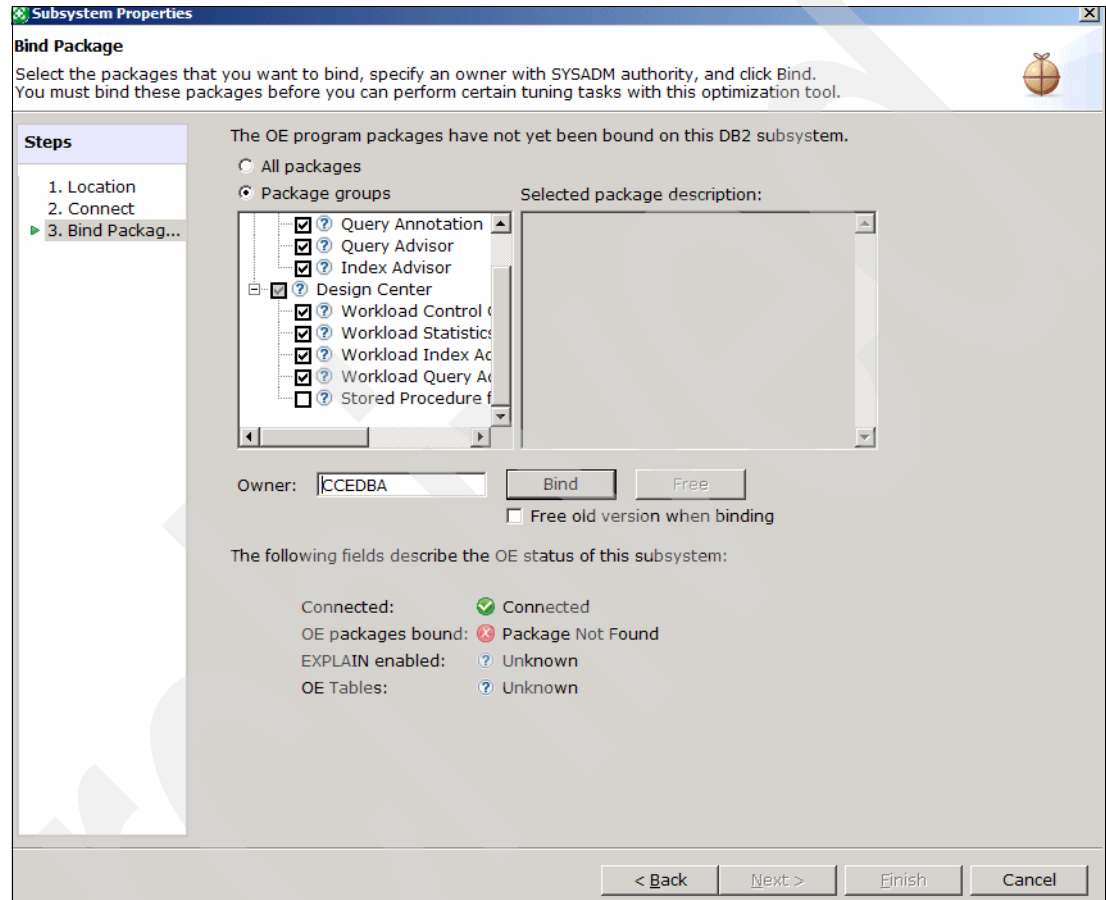 Subsystem Properties
Bind Package
Select the packages that you want to bind, specify an owner with SYSADM authority, and click Bind.
You must bind these packages before you can perform certain tuning tasks with this optimization tool.
Steps
1. Location
2. Connect
3. Bind Packag...
The OE program packages have not yet been bound on this DB2 subsystem.
All packages
Package groups
Selected package description:
Query Annotation
Query Advisor
Index Advisor
Design Center
Workload Control
Workload Statistics
Workload Index Ad
Workload Query Ad
Stored Procedure f
Owner: CCEDBA Bind Free
Free old version when binding
The following fields describe the OE status of this subsystem:
Connected: Connected
OE packages bound: Package Not Found
EXPLAIN enabled: Unknown
OE Tables: Unknown
< Back Next > Finish Cancel